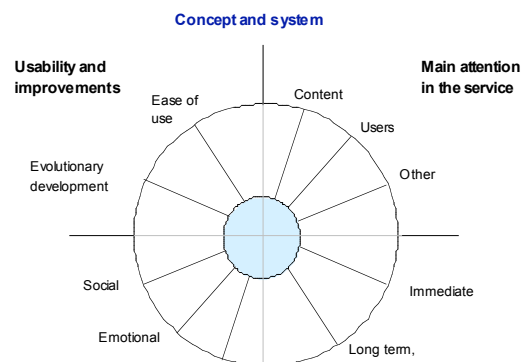 Concept and system
Usability and
improvements
Main attention
in the service
Ease of
use
Content
Users
Evolutionary
development
Other
Social
Immediate
Emotional
Long term,